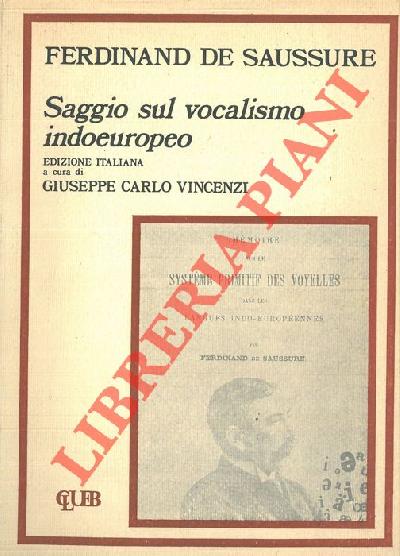 FERDINAND DE SAUSSURE
Saggio sul vocalismo
indoeuropeo
EDIZIONE ITALIANA
a cura di
GIUSEPPE CARLO VINCENZI
LIBRERIA PIANI
MÉMOIRE
SYSTÈME PRIMITIF DES VOYELLES
DANS LES
LANGUES INDO-EUROPÉENNES
PAR
FERDINAND DE SAUSSURE
CLUEB